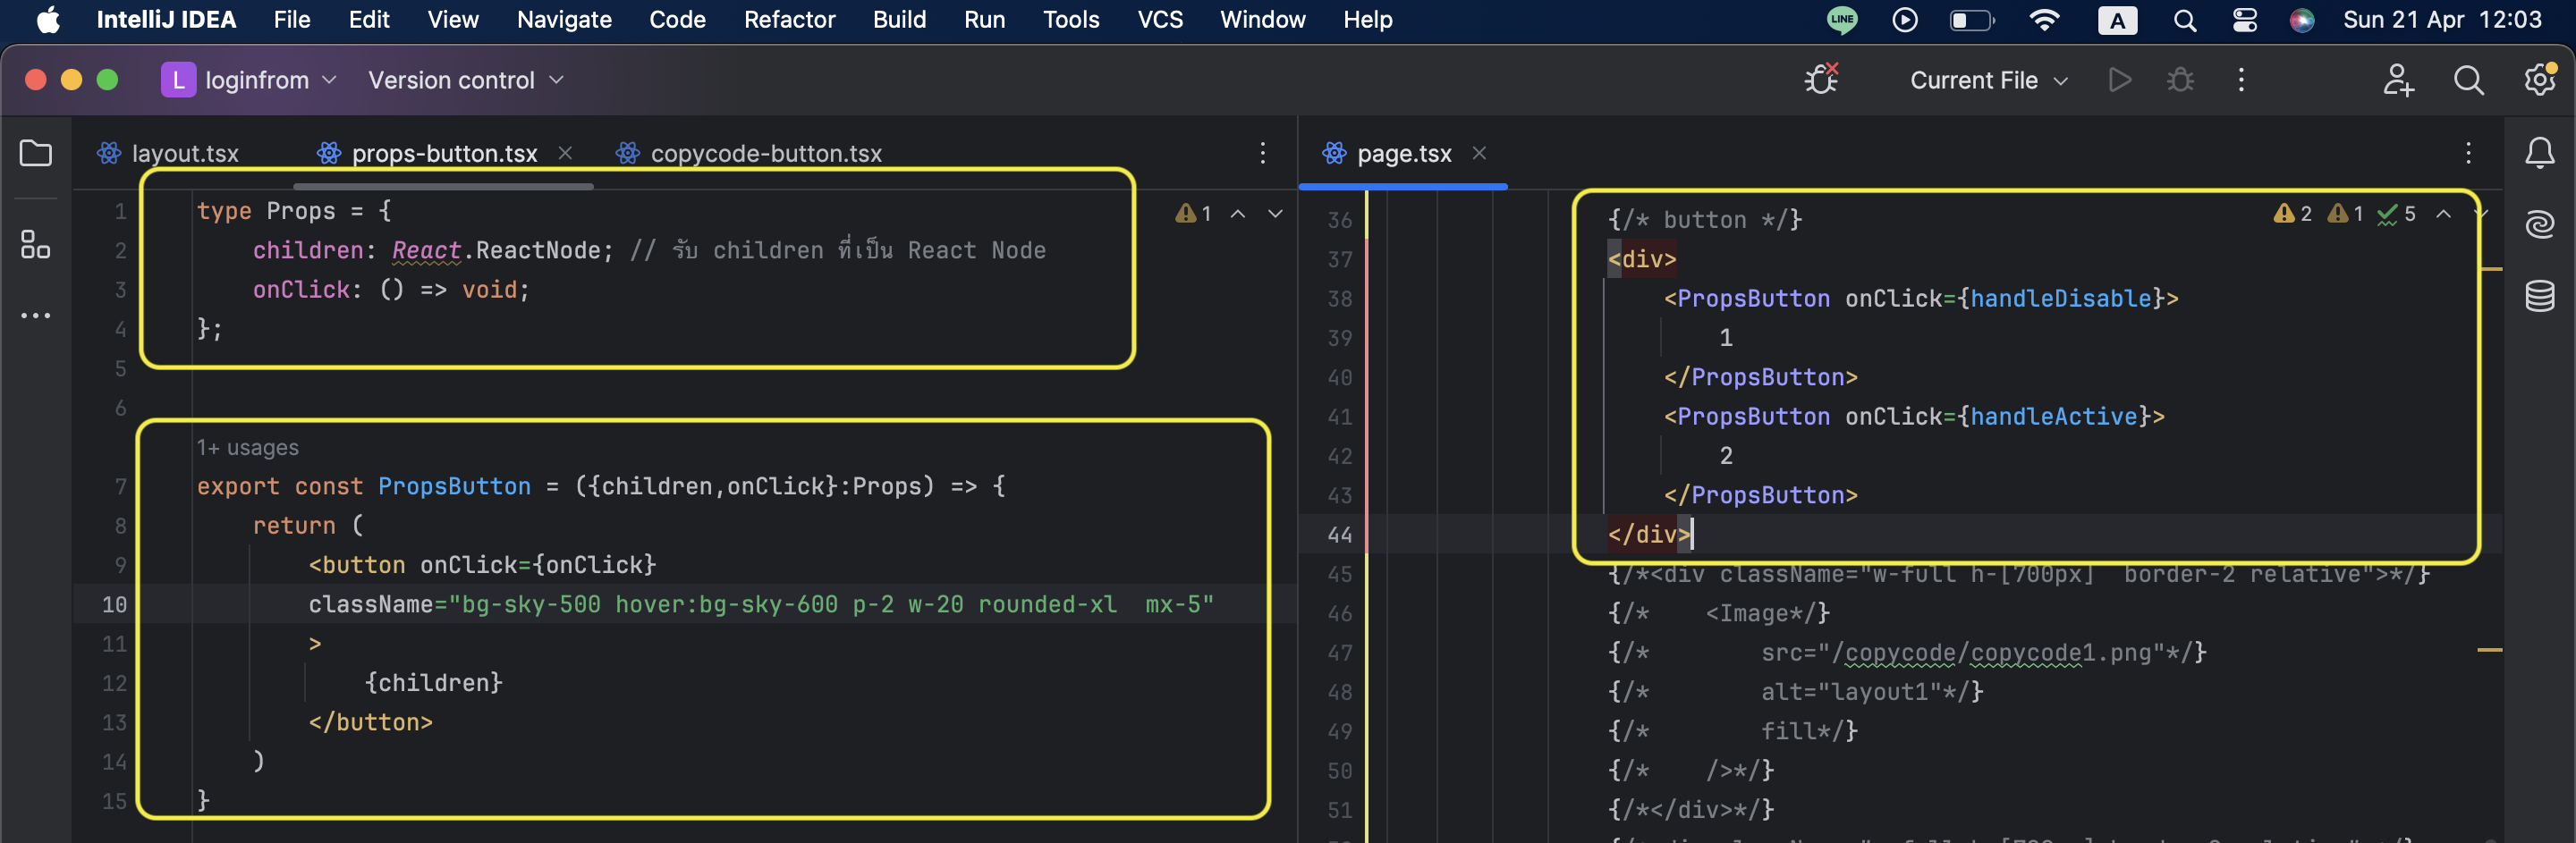 IntelliJ IDEA File Edit View Navigate Code Refactor Build Run Tools VCS Window Help LINE A Sun 21 Apr 12:03
L loginfrom Version control Current File
layout.tsx props-button.tsx copycode-button.tsx
1 type Props = {
2 children: React.ReactNode; // รับ children ที่เป็น React Node
3 onClick: () => void;
4 };
5
6
1+ usages
7 export const PropsButton = ({children,onClick}:Props) => {
8 return (
9 <button onClick={onClick}
10 className="bg-sky-500 hover:bg-sky-600 p-2 w-20 rounded-xl  mx-5"
11 >
12 {children}
13 </button>
14 )
15 }
1
page.tsx
36 {/* button */}
2 1 5
37 <div>
38 <PropsButton onClick={handleDisable}>
39 1
40 </PropsButton>
41 <PropsButton onClick={handleActive}>
42 2
43 </PropsButton>
44 </div>
45 {/*<div className="w-full h-[700px]  border-2 relative">*/}
46 {/*    <Image*/}
47 {/*        src="/copycode/copycode1.png"*/}
48 {/*        alt="layout1"*/}
49 {/*        fill*/}
50 {/*    />*/}
51 {/*</div>*/}